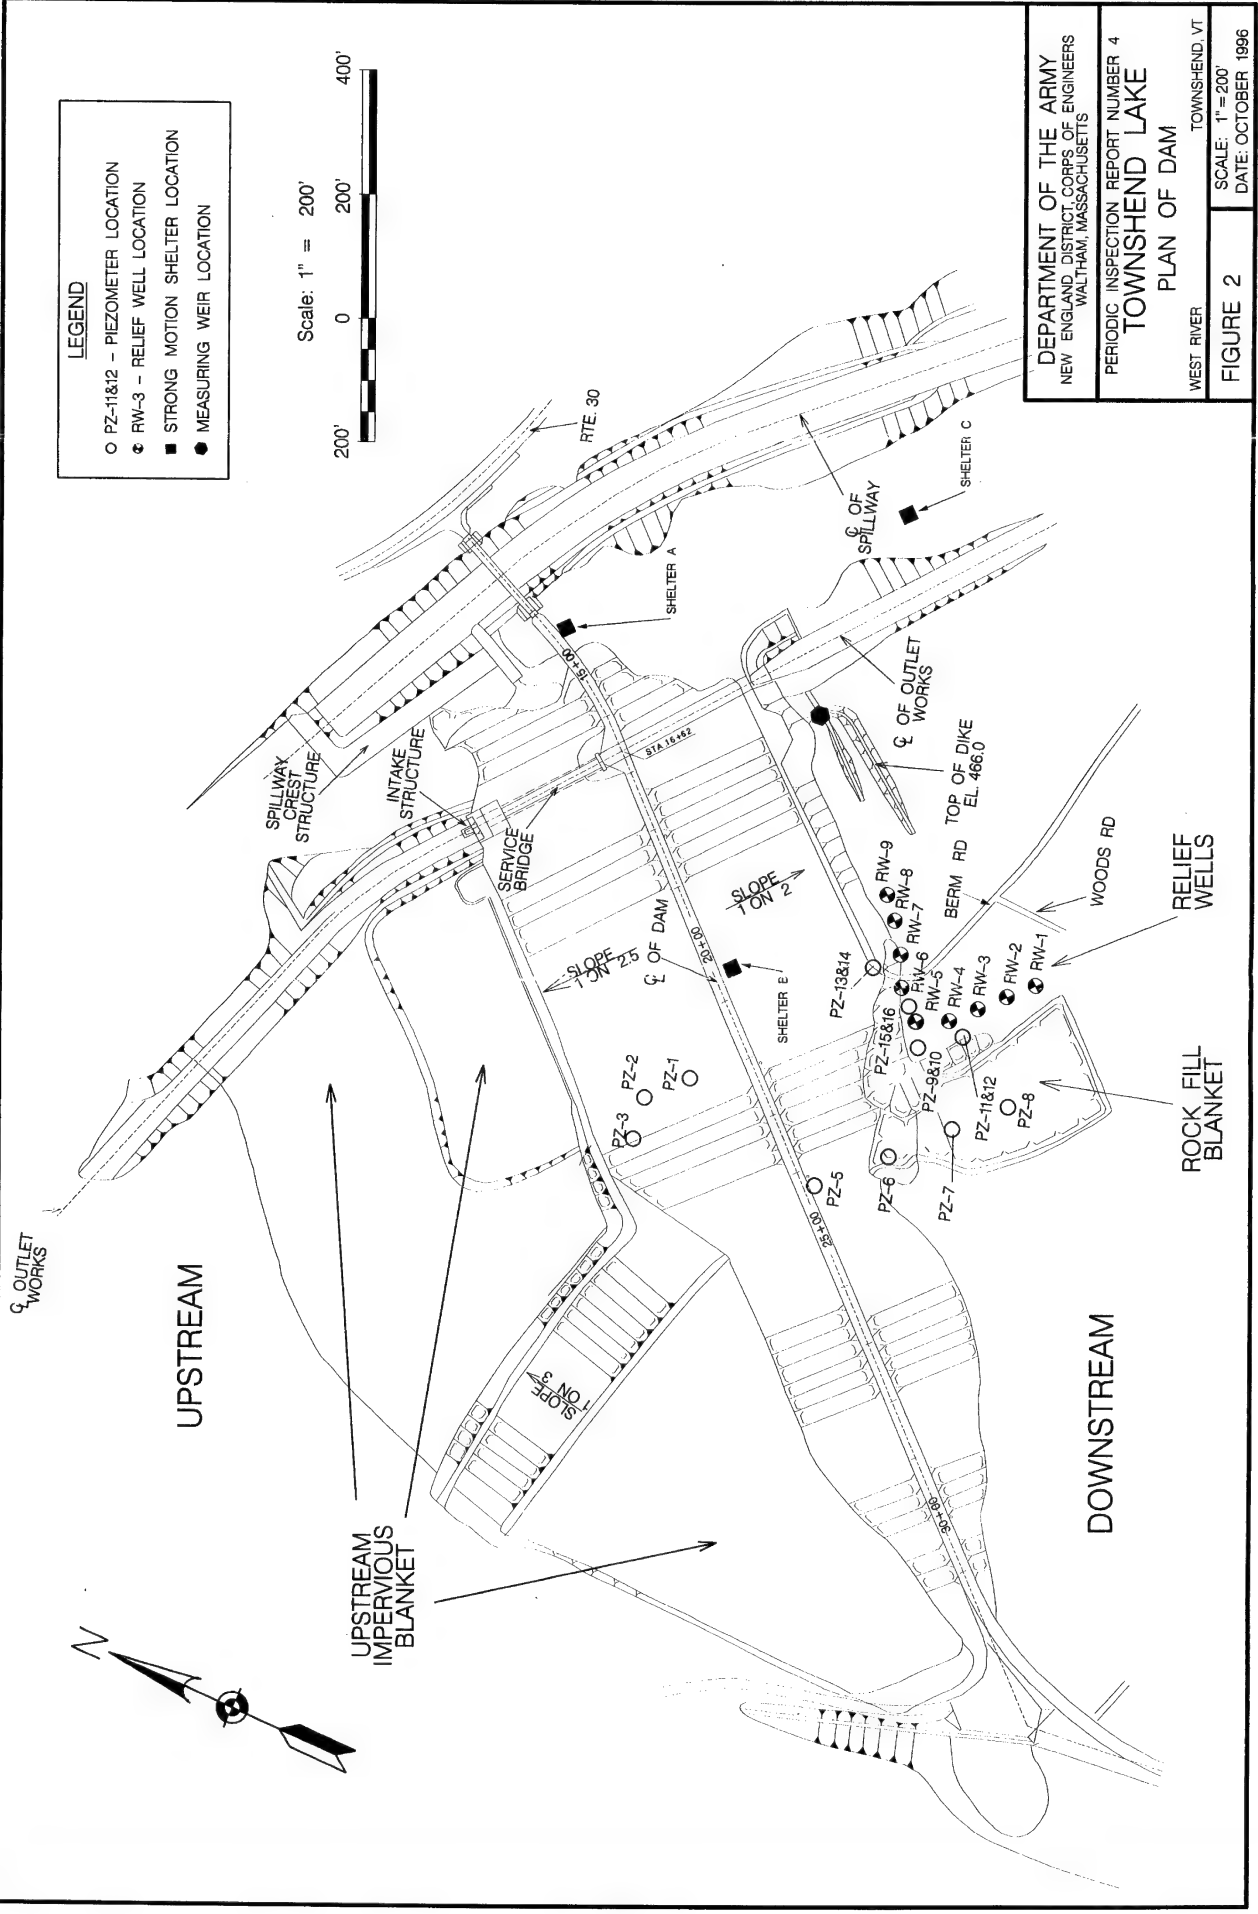 LEGEND
PZ-11&12 - PIEZOMETER LOCATION
RW-3 - RELIEF WELL LOCATION
STRONG MOTION SHELTER LOCATION
MEASURING WEIR LOCATION
Scale: 1" = 200'
200'
0
200'
400'
N
UPSTREAM
℄ OUTLET
WORKS
UPSTREAM
IMPERVIOUS
BLANKET
SPILLWAY
CREST
STRUCTURE
INTAKE
STRUCTURE
SERVICE
BRIDGE
RTE. 30
SHELTER A
15+00
STA 16+62
SLOPE
1 ON 3
SLOPE
1 ON 2.5
SLOPE
1 ON 2
℄ OF DAM
20+00
SHELTER B
25+00
30+00
PZ-3
PZ-2
PZ-1
PZ-5
PZ-6
PZ-7
PZ-8
PZ-9&10
PZ-11&12
PZ-13&14
PZ-15&16
RW-9
RW-8
RW-7
RW-6
RW-5
RW-4
RW-3
RW-2
RW-1
℄ OF
SPILLWAY
SHELTER C
℄ OF OUTLET
WORKS
TOP OF DIKE
EL. 466.0
BERM RD
WOODS RD
RELIEF
WELLS
ROCK FILL
BLANKET
DOWNSTREAM
DEPARTMENT OF THE ARMY
NEW ENGLAND DISTRICT, CORPS OF ENGINEERS
WALTHAM, MASSACHUSETTS
PERIODIC INSPECTION REPORT NUMBER 4
TOWNSHEND LAKE
PLAN OF DAM
WEST RIVER
TOWNSHEND, VT
FIGURE 2
SCALE: 1"=200'
DATE: OCTOBER 1996